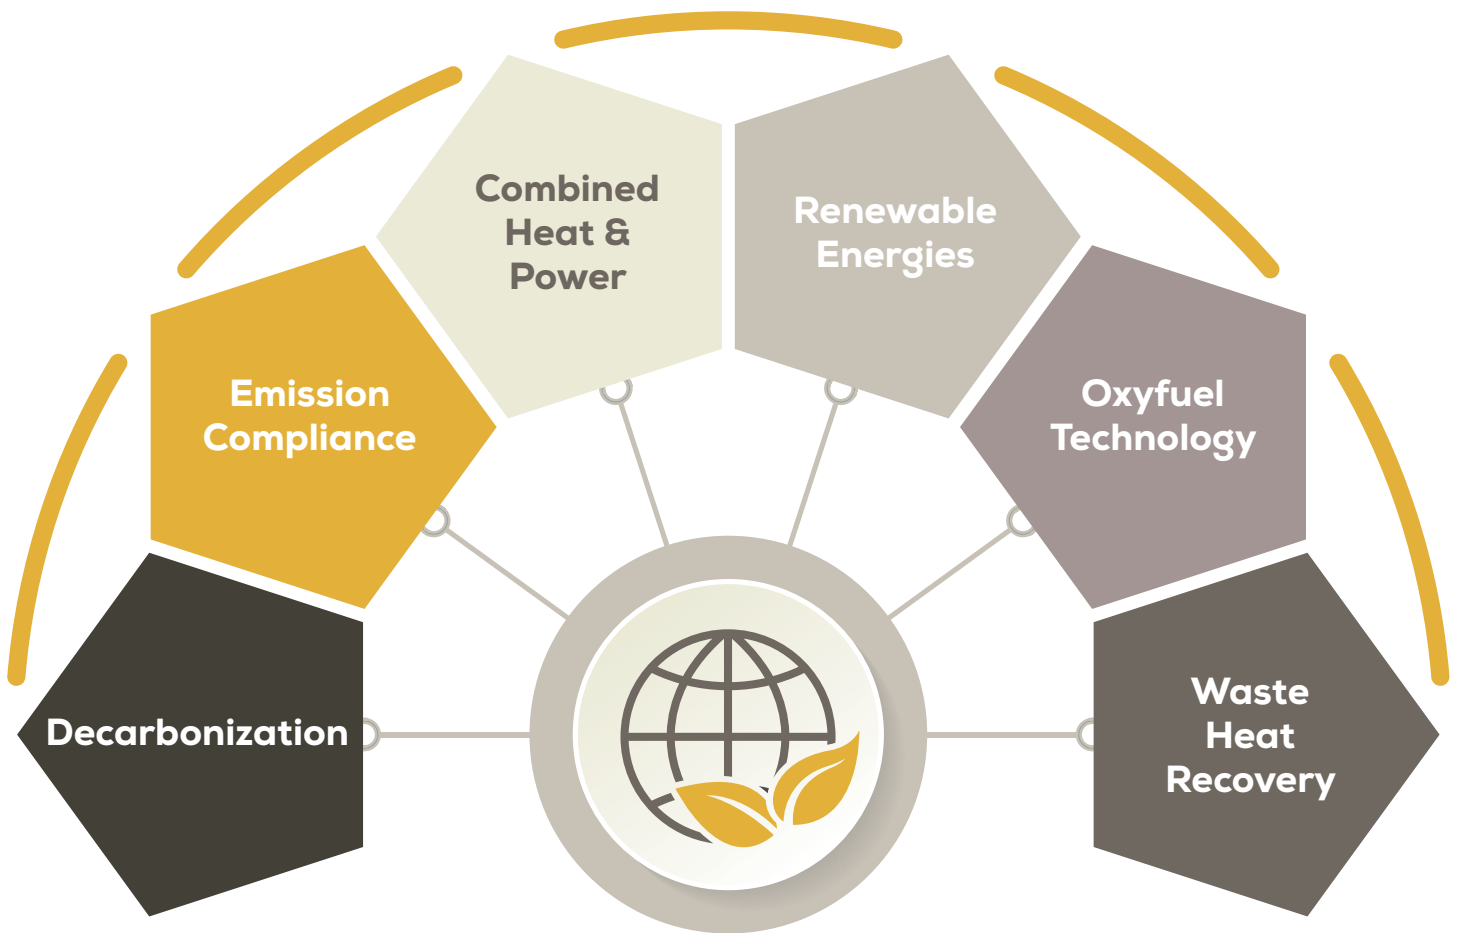 Combined
Heat &
Power
Renewable
Energies
Emission
Compliance
Oxyfuel
Technology
Decarbonization
Waste
Heat
Recovery